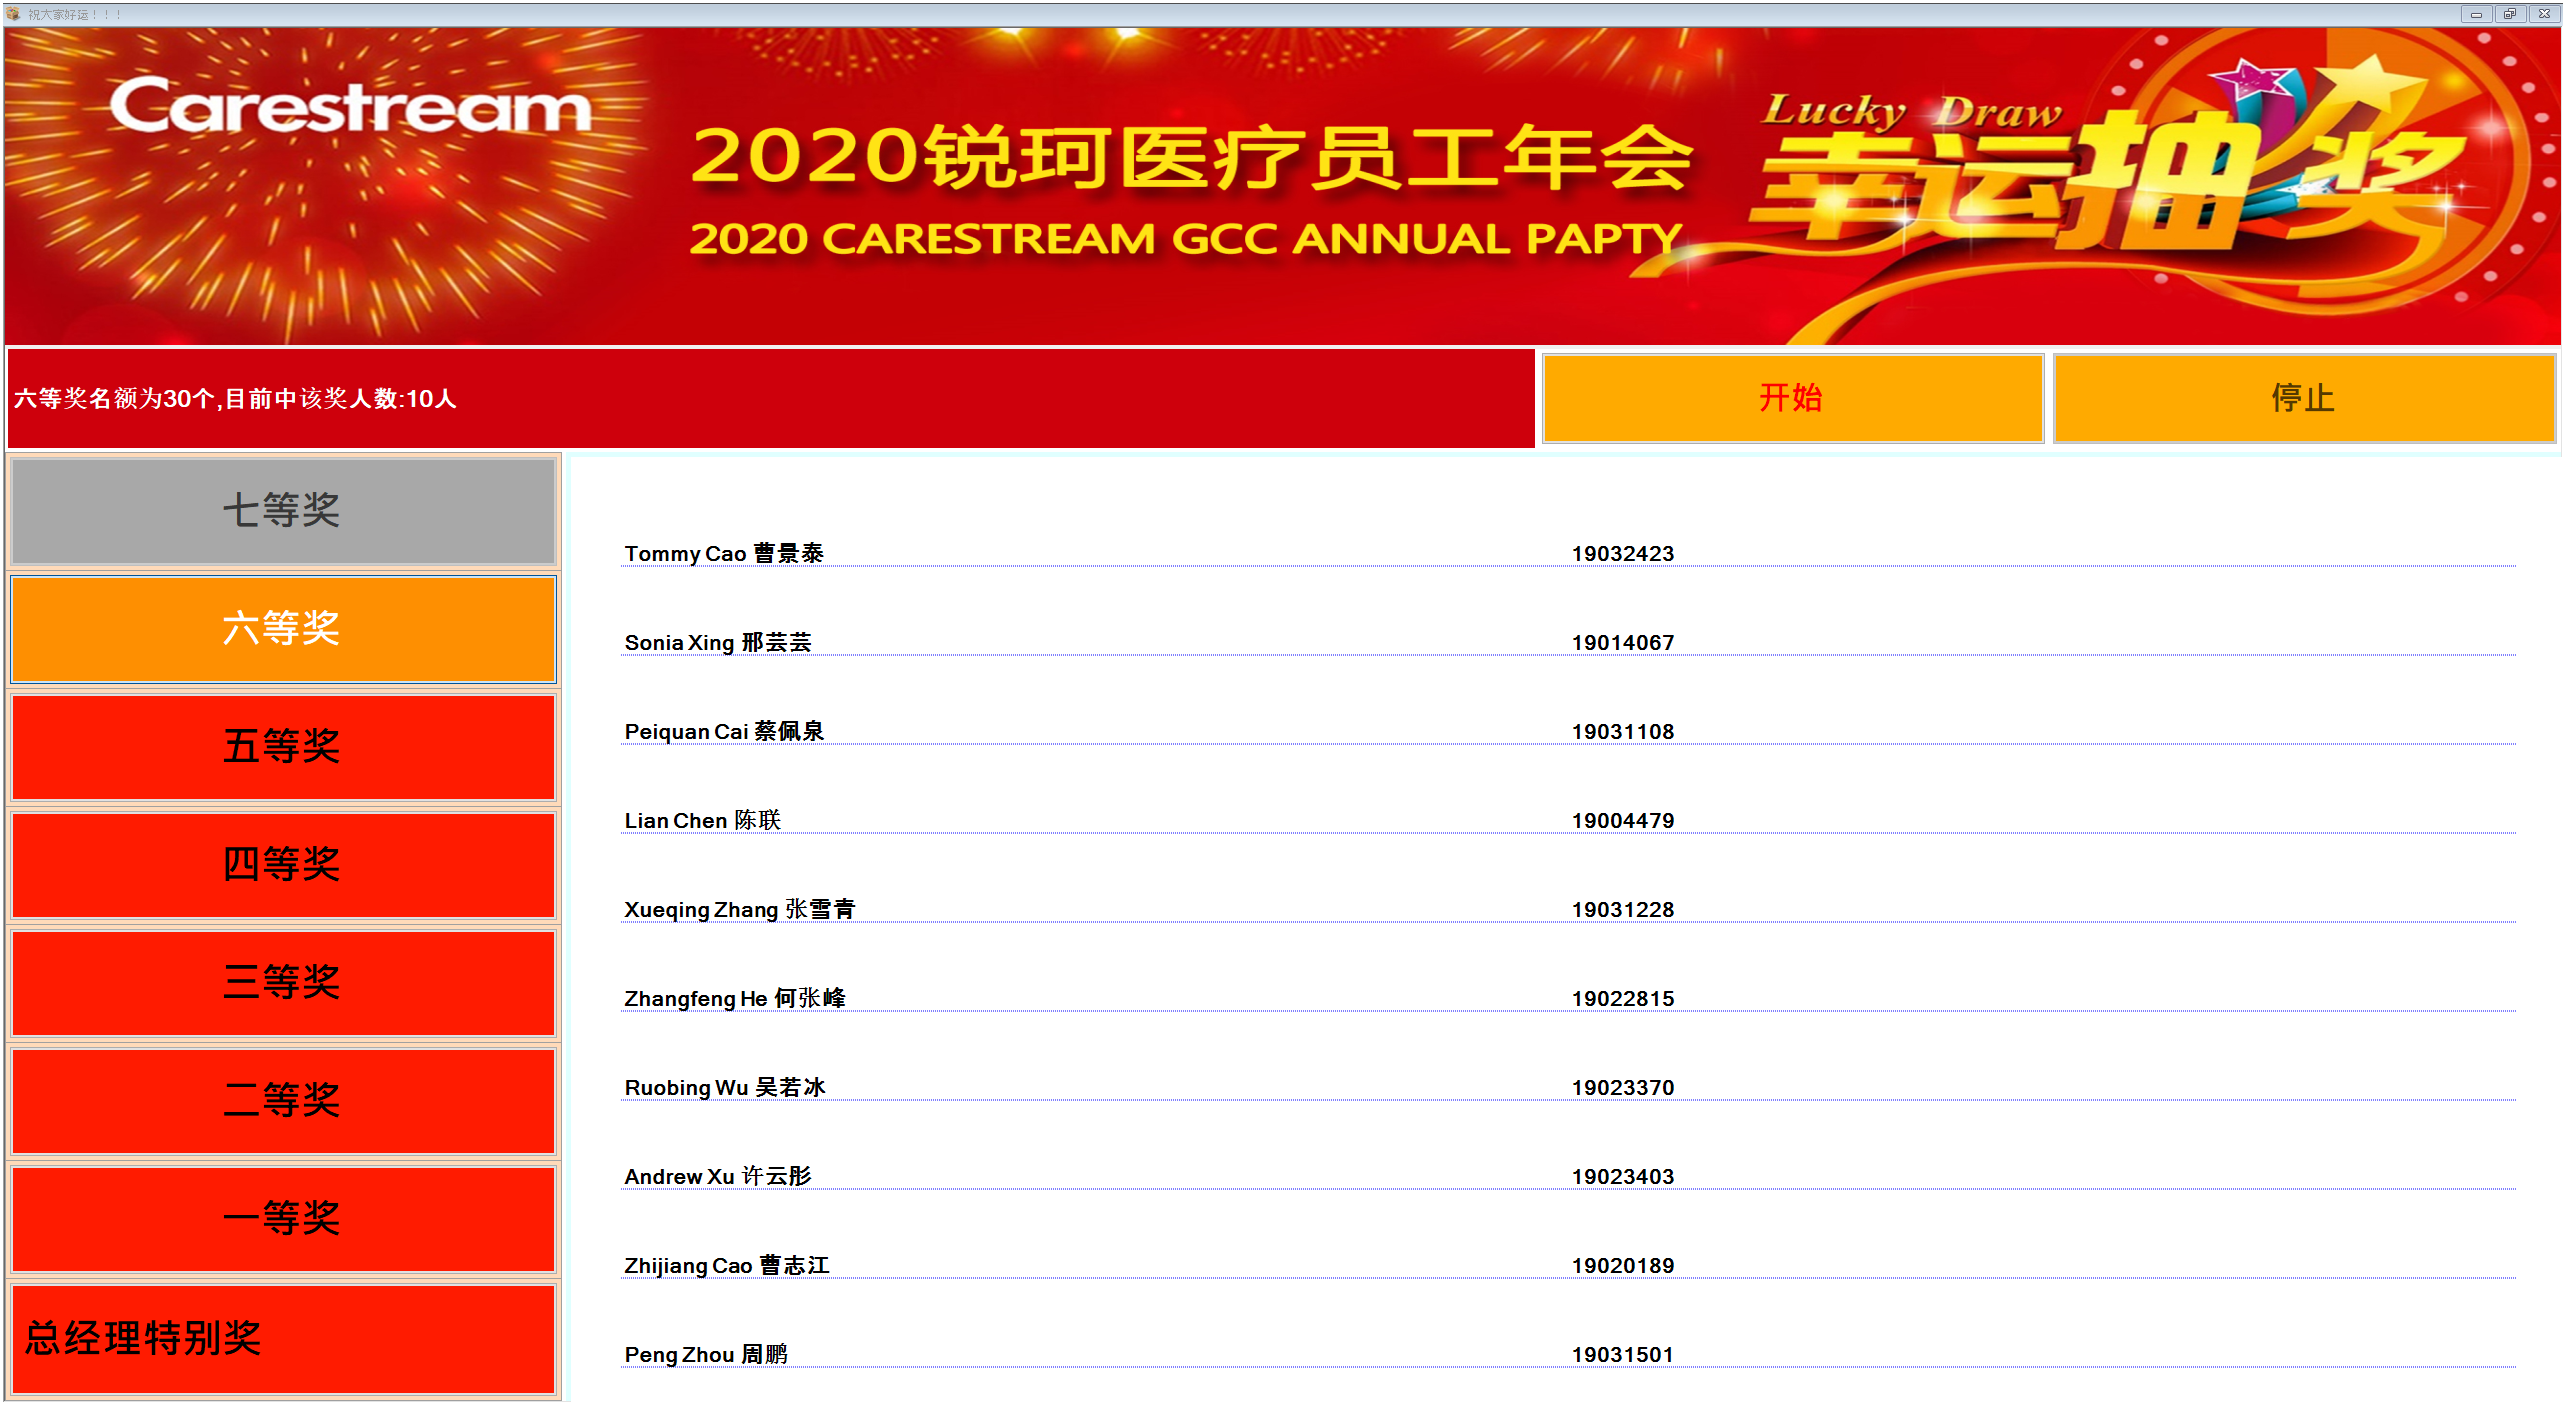 祝大家好运！！！
Carestream
2020锐珂医疗员工年会
2020 CARESTREAM GCC ANNUAL PAPTY
Lucky Draw
幸运抽奖
六等奖名额为30个,目前中该奖人数:10人
开始
停止
七等奖
六等奖
五等奖
四等奖
三等奖
二等奖
一等奖
总经理特别奖
Tommy Cao 曹景泰 19032423
Sonia Xing 邢芸芸 19014067
Peiquan Cai 蔡佩泉 19031108
Lian Chen 陈联 19004479
Xueqing Zhang 张雪青 19031228
Zhangfeng He 何张峰 19022815
Ruobing Wu 吴若冰 19023370
Andrew Xu 许云彤 19023403
Zhijiang Cao 曹志江 19020189
Peng Zhou 周鹏 19031501